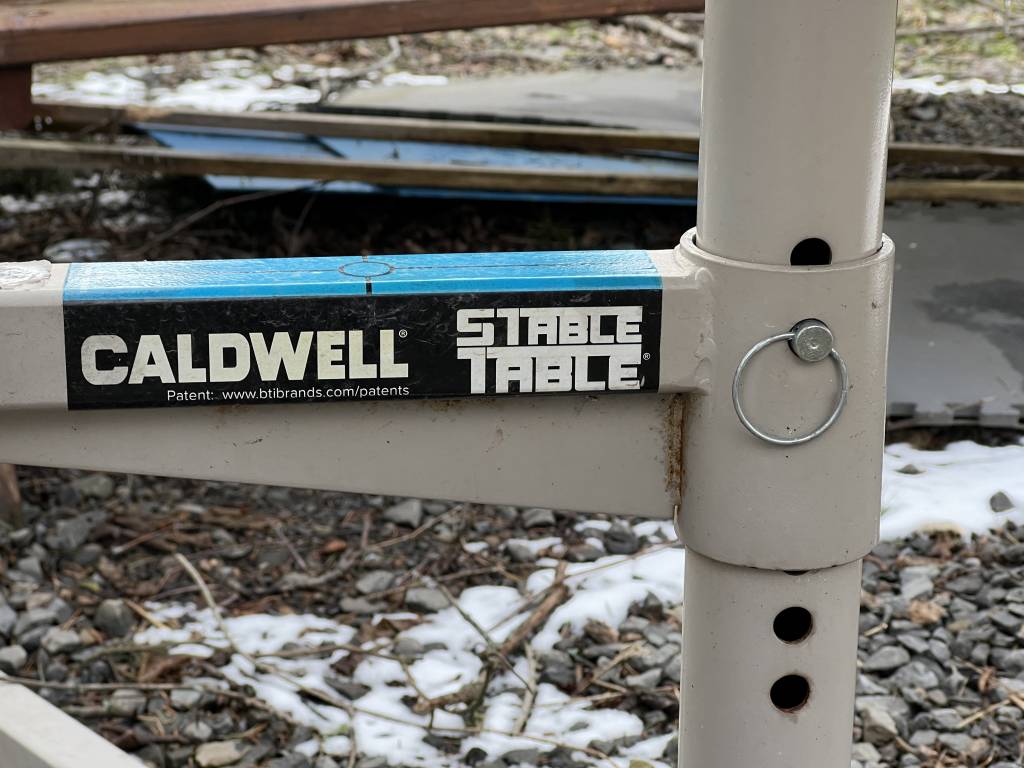 CALDWELL®
Patent: www.btibrands.com/patents
STABLE
TABLE®